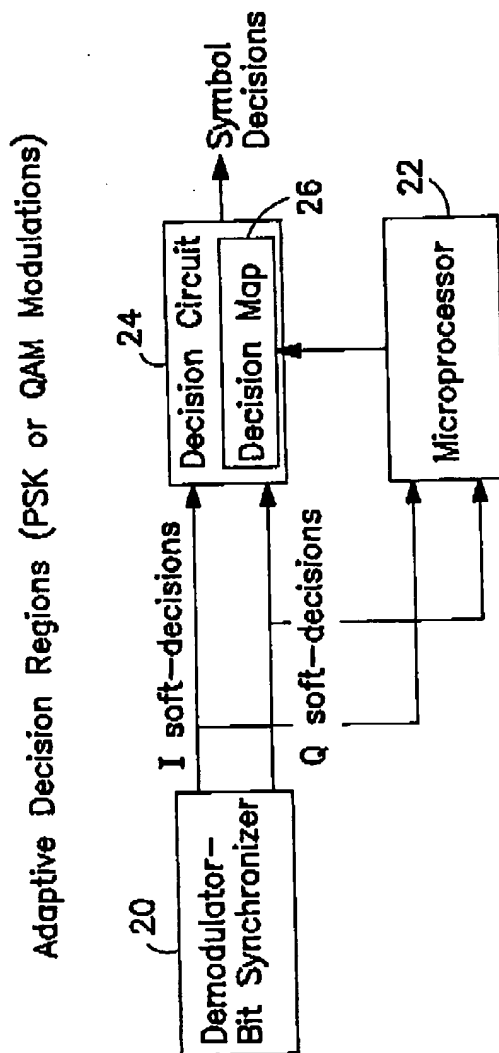 Adaptive Decision Regions (PSK or QAM Modulations)
20
Demodulator–
Bit Synchronizer
I soft–decisions
Q soft–decisions
24
Decision Circuit
Decision Map
26
Symbol
Decisions
22
Microprocessor